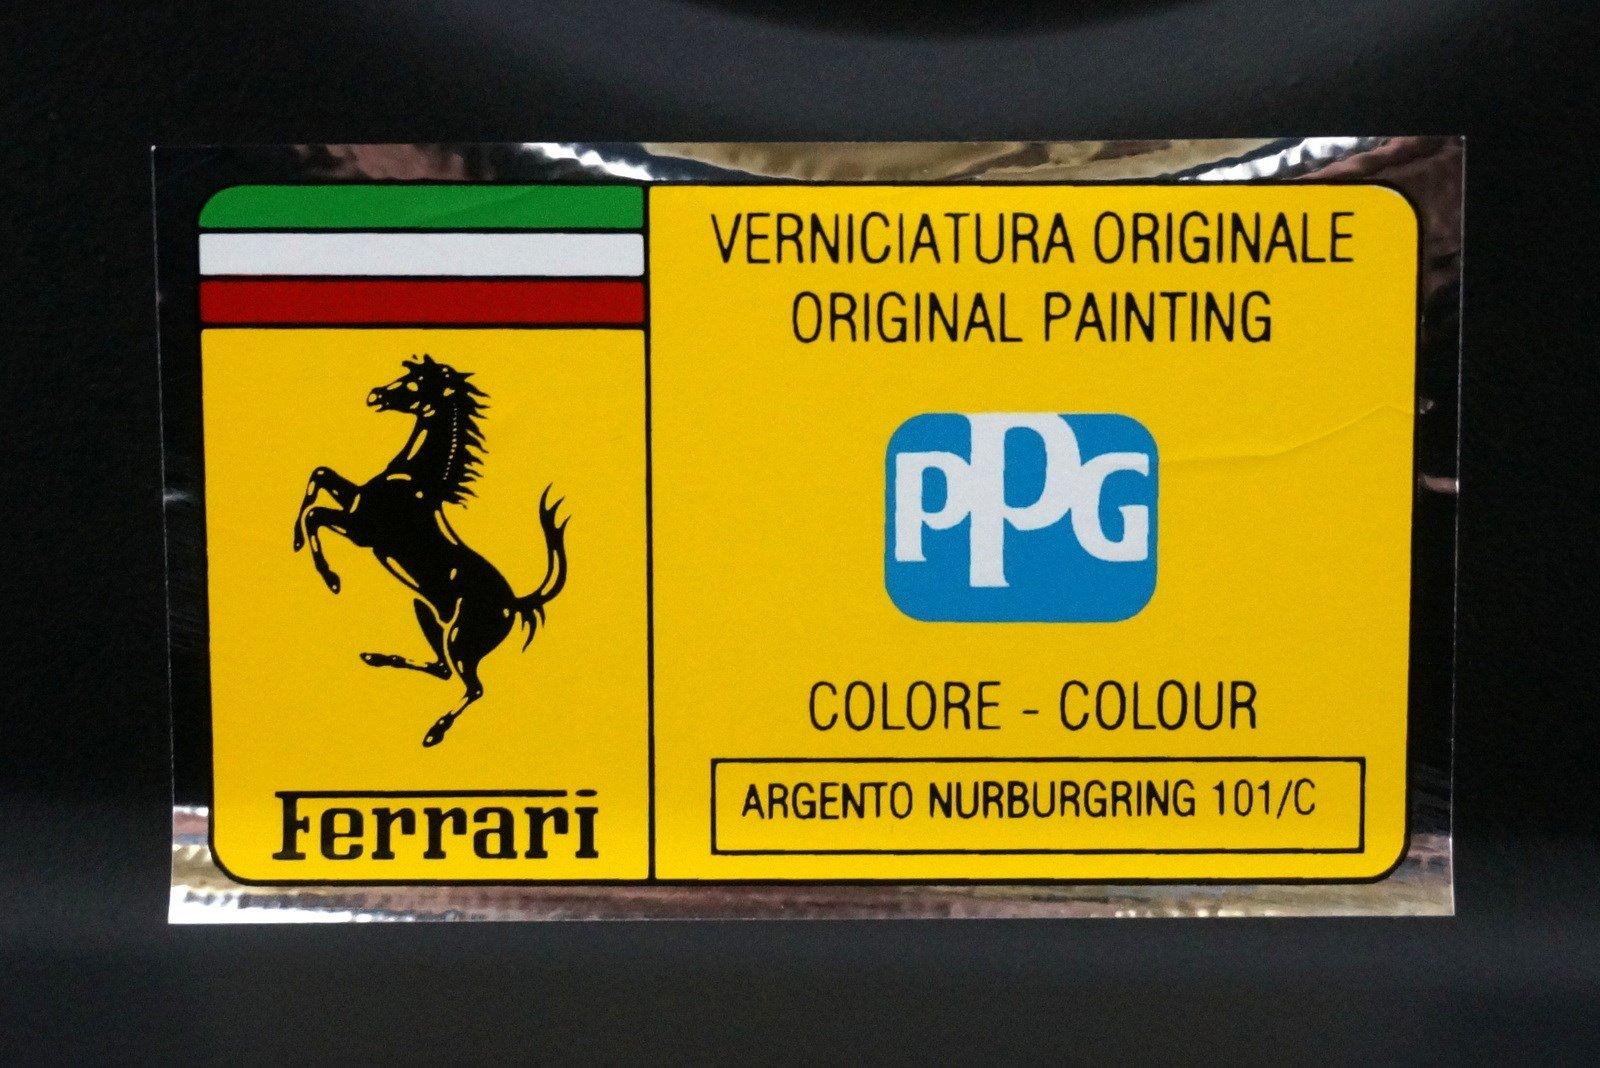 Ferrari
VERNICIATURA ORIGINALE
ORIGINAL PAINTING
PPG
COLORE - COLOUR
ARGENTO NURBURGRING 101/C